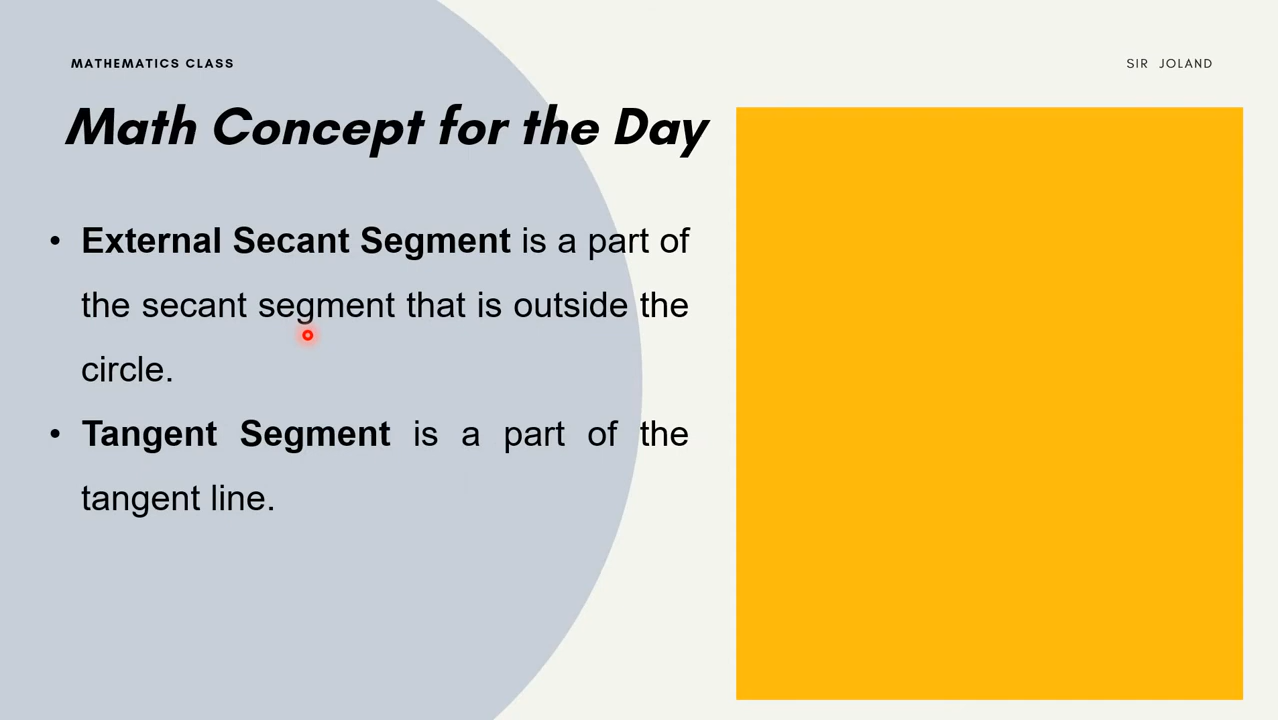 MATHEMATICS CLASS
SIR JOLAND
Math Concept for the Day
• External Secant Segment is a part of
the secant segment that is outside the
circle.
• Tangent Segment is a part of the
tangent line.